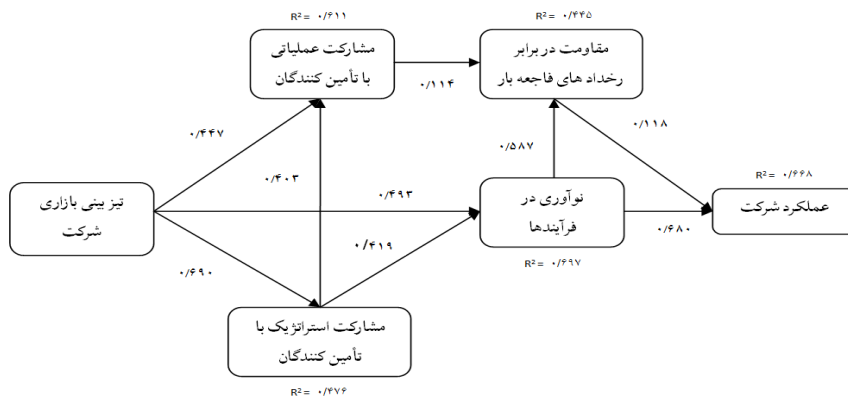 R² = ۰/۶۱۱
R² = ۰/۴۴۵
مشارکت عملیاتی
با تأمین کنندگان
مقاومت در برابر
رخداد های فاجعه بار
۰/۱۱۴
۰/۴۴۷
۰/۱۱۸
۰/۵۸۷
۰/۴۰۳
R² = ۰/۶۶۸
تیز بینی بازاری
شرکت
۰/۴۹۳
نوآوری در
فرآیندها
عملکرد شرکت
۰/۶۸۰
۰/۴۱۹
۰/۶۹۰
R² = ۰/۶۹۷
مشارکت استراتژیک با
تأمین کنندگان
R² = ۰/۴۷۶